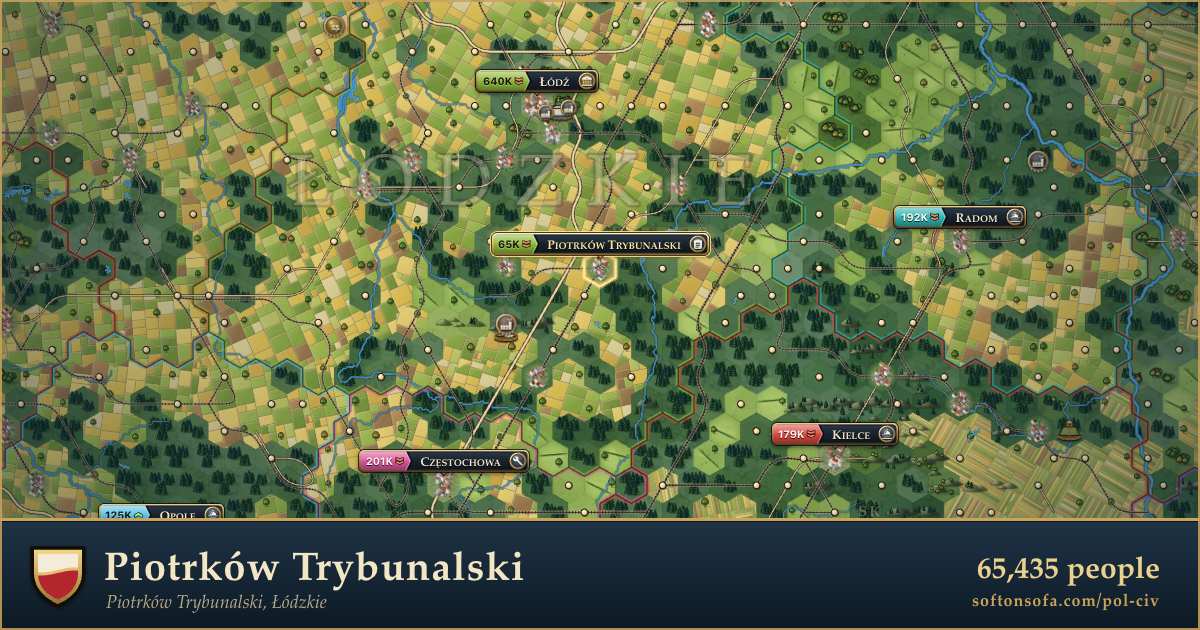 640K ŁÓDŹ
ŁÓDZKIE
192K RADOM
65K PIOTRKÓW TRYBUNALSKI
179K KIELCE
201K CZĘSTOCHOWA
125K OPOLE
Piotrków Trybunalski
Piotrków Trybunalski, Łódzkie
65,435 people
softonsofa.com/pol-civ